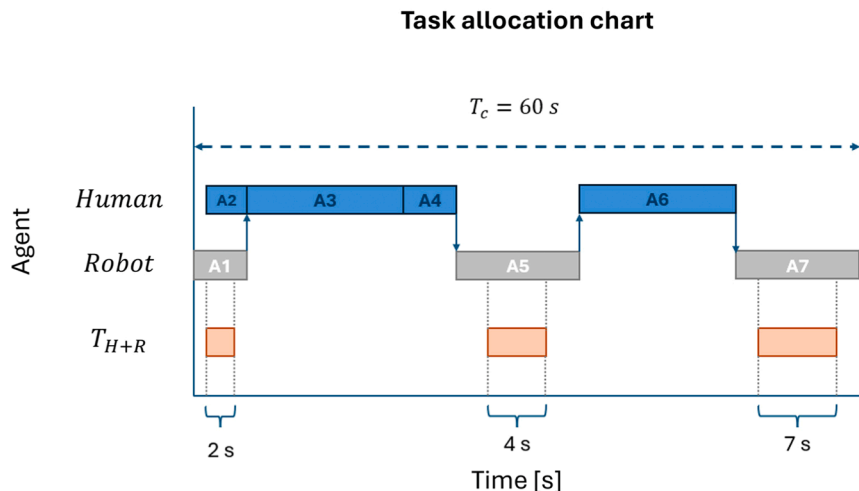 Task allocation chart
T_c = 60 s
Human
A2
A3
A4
A6
Agent
Robot
A1
A5
A7
T_{H+R}
2 s
4 s
7 s
Time [s]